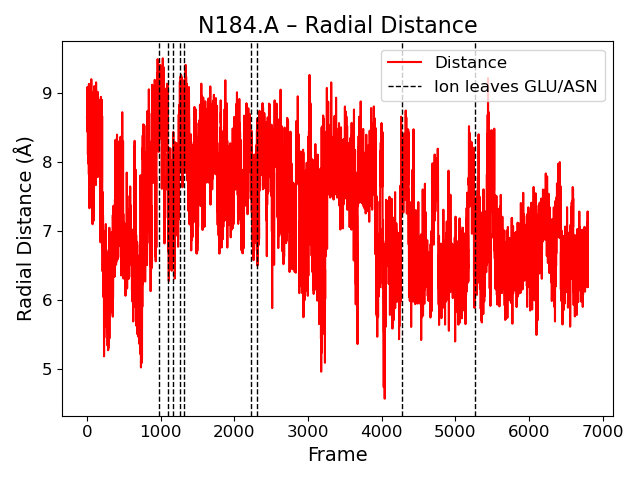 N184.A – Radial Distance
Distance
Ion leaves GLU/ASN
Radial Distance (Å)
9
8
7
6
5
0 1000 2000 3000 4000 5000 6000 7000
Frame